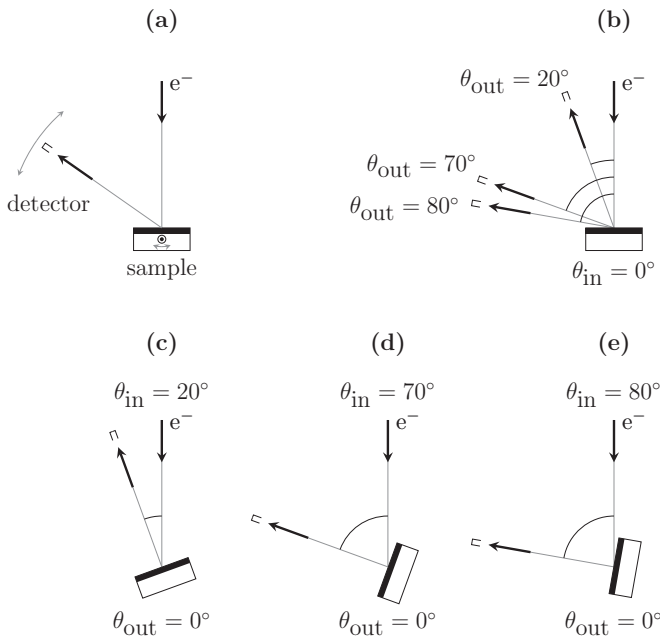 (a)
e⁻
detector
sample
(b)
e⁻
θout = 20°
θout = 70°
θout = 80°
θin = 0°
(c)
θin = 20°
e⁻
θout = 0°
(d)
θin = 70°
e⁻
θout = 0°
(e)
θin = 80°
e⁻
θout = 0°